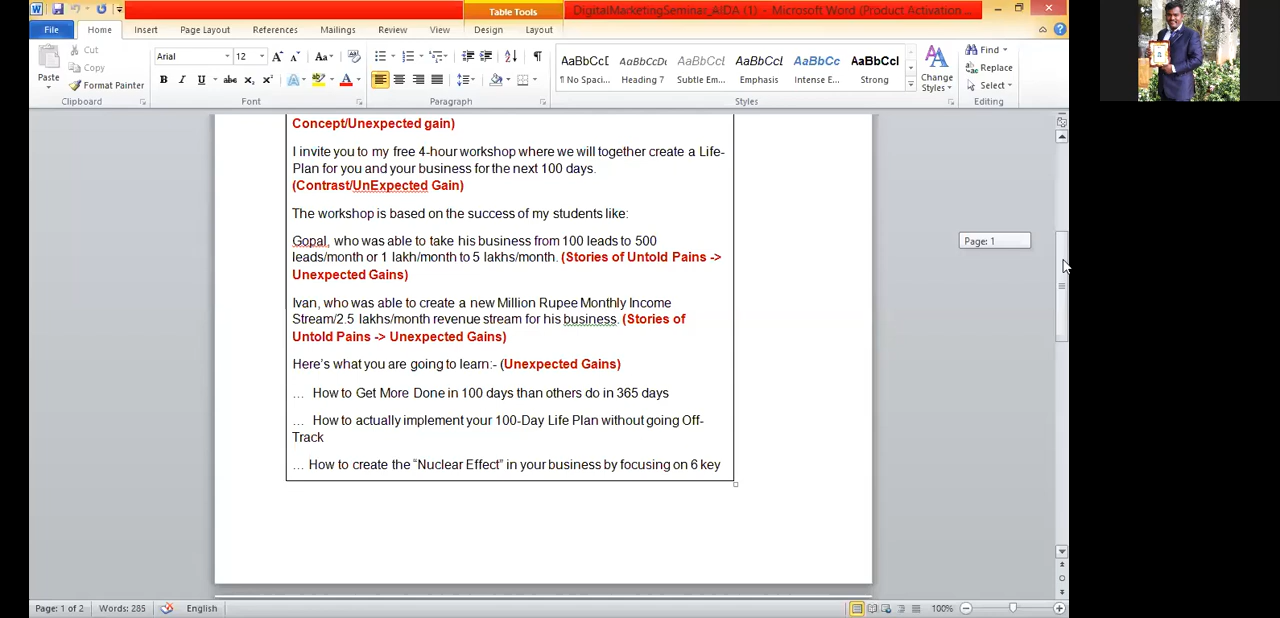 Table Tools
DigitalMarketingSeminar_AIDA (1) - Microsoft Word (Product Activation ...
File Home Insert Page Layout References Mailings Review View Design Layout
Paste
Cut
Copy
Format Painter
Clipboard
Arial 12
Font
Paragraph
AaBbCcI AaBbCcDc AaBbCcI AaBbCcI AaBbCc AaBbCcI
¶ No Spaci... Heading 7 Subtle Em... Emphasis Intense E... Strong
Change
Styles
Styles
Find
Replace
Select
Editing
Concept/Unexpected gain)
I invite you to my free 4-hour workshop where we will together create a Life-
Plan for you and your business for the next 100 days.
(Contrast/UnExpected Gain)
The workshop is based on the success of my students like:
Gopal, who was able to take his business from 100 leads to 500
leads/month or 1 lakh/month to 5 lakhs/month. (Stories of Untold Pains ->
Unexpected Gains)
Ivan, who was able to create a new Million Rupee Monthly Income
Stream/2.5 lakhs/month revenue stream for his business. (Stories of
Untold Pains -> Unexpected Gains)
Here’s what you are going to learn:- (Unexpected Gains)
… How to Get More Done in 100 days than others do in 365 days
… How to actually implement your 100-Day Life Plan without going Off-
Track
… How to create the “Nuclear Effect” in your business by focusing on 6 key
Page: 1
Page: 1 of 2 Words: 285 English 100%